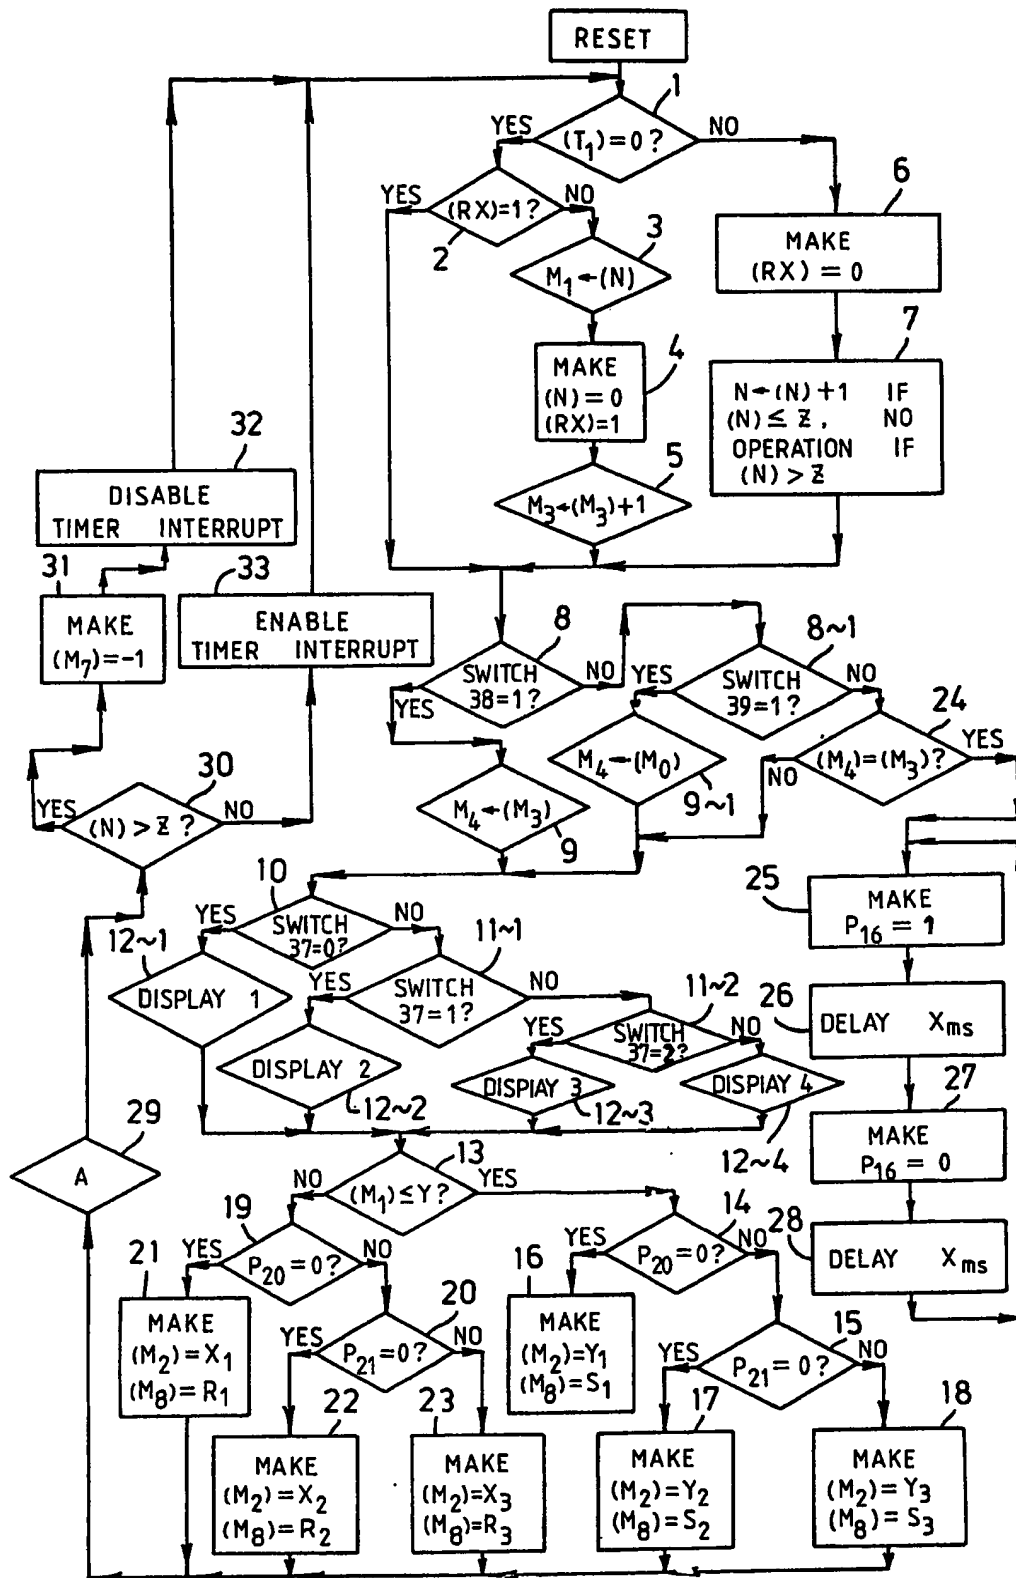 RESET
1
YES
(T1)=0?
NO
YES
(RX)=1?
NO
2
6
MAKE
(RX) = 0
3
M1←(N)
4
MAKE
(N)=0
(RX)=1
7
N←(N)+1 IF
(N)≤Z, NO
OPERATION IF
(N)>Z
5
M3←(M3)+1
32
DISABLE
TIMER INTERRUPT
31
MAKE
(M7)=-1
33
ENABLE
TIMER INTERRUPT
8
SWITCH
38=1?
NO
YES
8~1
YES
SWITCH
39=1?
NO
24
(M4)=(M3)?
YES
NO
M4←(M0)
9~1
M4←(M3)
9
30
YES
(N)>Z?
NO
10
YES
SWITCH
37=0?
NO
25
MAKE
P16=1
12~1
DISPLAY 1
11~1
YES
SWITCH
37=1?
NO
11~2
YES
SWITCH
37=2?
NO
26
DELAY Xms
DISPLAY 2
12~2
DISPIAY 3
12~3
DISPIAY 4
12~4
27
MAKE
P16=0
29
A
13
NO
(M1)≤Y?
YES
28
DELAY Xms
19
YES
P20=0?
NO
14
YES
P20=0?
NO
21
MAKE
(M2)=X1
(M8)=R1
20
YES
P21=0?
NO
16
MAKE
(M2)=Y1
(M8)=S1
15
YES
P21=0?
NO
22
MAKE
(M2)=X2
(M8)=R2
23
MAKE
(M2)=X3
(M8)=R3
17
MAKE
(M2)=Y2
(M8)=S2
18
MAKE
(M2)=Y3
(M8)=S3